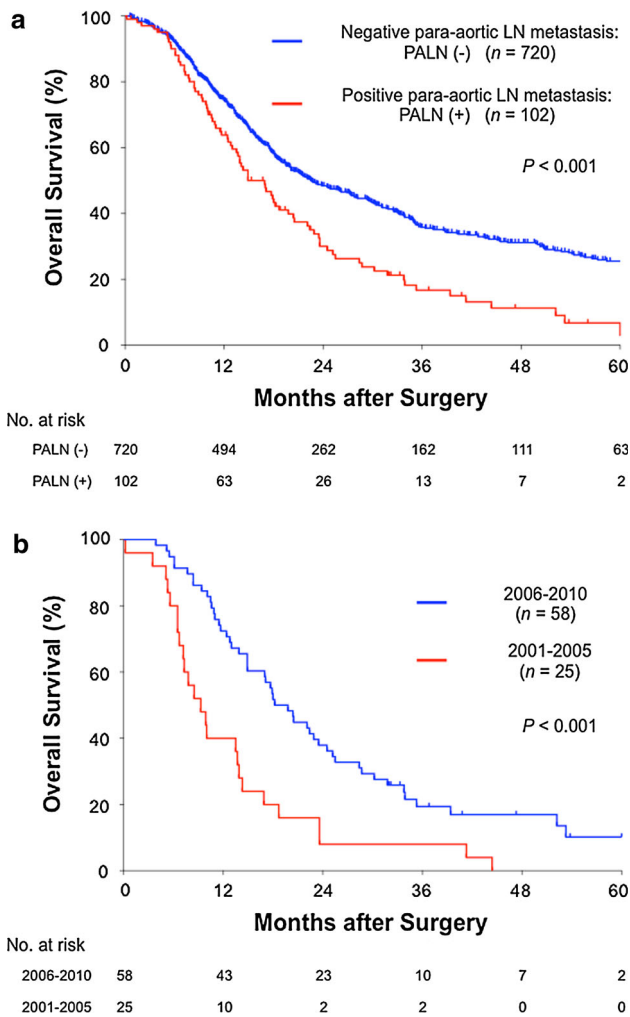 a
Overall Survival (%)
100
80
60
40
20
0
Negative para-aortic LN metastasis:
PALN (-) (n = 720)
Positive para-aortic LN metastasis:
PALN (+) (n = 102)
P < 0.001
0 12 24 36 48 60
Months after Surgery
No. at risk
PALN (-) 720 494 262 162 111 63
PALN (+) 102 63 26 13 7 2
b
Overall Survival (%)
100
80
60
40
20
0
2006-2010
(n = 58)
2001-2005
(n = 25)
P < 0.001
0 12 24 36 48 60
Months after Surgery
No. at risk
2006-2010 58 43 23 10 7 2
2001-2005 25 10 2 2 0 0